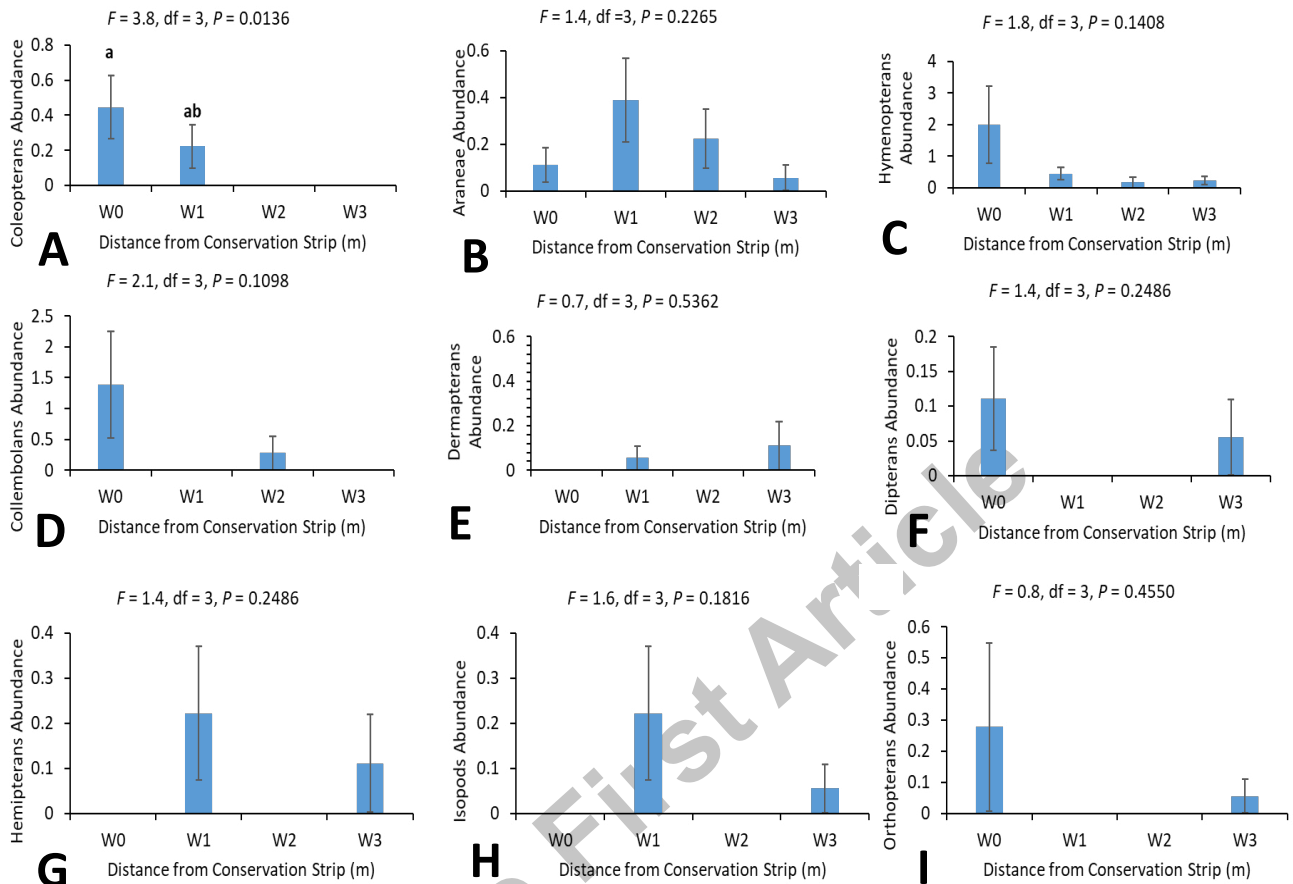 F = 3.8, df = 3, P = 0.0136
Coleopterans Abundance
0.8
0.6
0.4
0.2
0
a
ab
W0 W1 W2 W3
Distance from Conservation Strip (m)
A
F = 1.4, df =3, P = 0.2265
Araneae Abundance
0.6
0.4
0.2
0
W0 W1 W2 W3
Distance from Conservation Strip (m)
B
F = 1.8, df = 3, P = 0.1408
Hymenopterans
Abundance
4
3
2
1
0
W0 W1 W2 W3
Distance from Conservation Strip (m)
C
F = 2.1, df = 3, P = 0.1098
Collembolans Abundance
2.5
2
1.5
1
0.5
0
W0 W1 W2 W3
Distance from Conservation Strip (m)
D
F = 0.7, df = 3, P = 0.5362
Dermapterans
Abundance
0.6
0.4
0.2
0
W0 W1 W2 W3
Distance from Conservation Strip (m)
E
F = 1.4, df = 3, P = 0.2486
Dipterans Abundance
0.2
0.15
0.1
0.05
0
W0 W1 W2 W3
Distance from Conservation Strip (m)
F
F = 1.4, df = 3, P = 0.2486
Hemipterans Abundance
0.4
0.3
0.2
0.1
0
W0 W1 W2 W3
Distance from Conservation Strip (m)
G
F = 1.6, df = 3, P = 0.1816
Isopods Abundance
0.4
0.3
0.2
0.1
0
W0 W1 W2 W3
Distance from Conservation Strip (m)
H
F = 0.8, df = 3, P = 0.4550
Orthopterans Abundance
0.6
0.5
0.4
0.3
0.2
0.1
0
W0 W1 W2 W3
Distance from Conservation Strip (m)
I
First Article